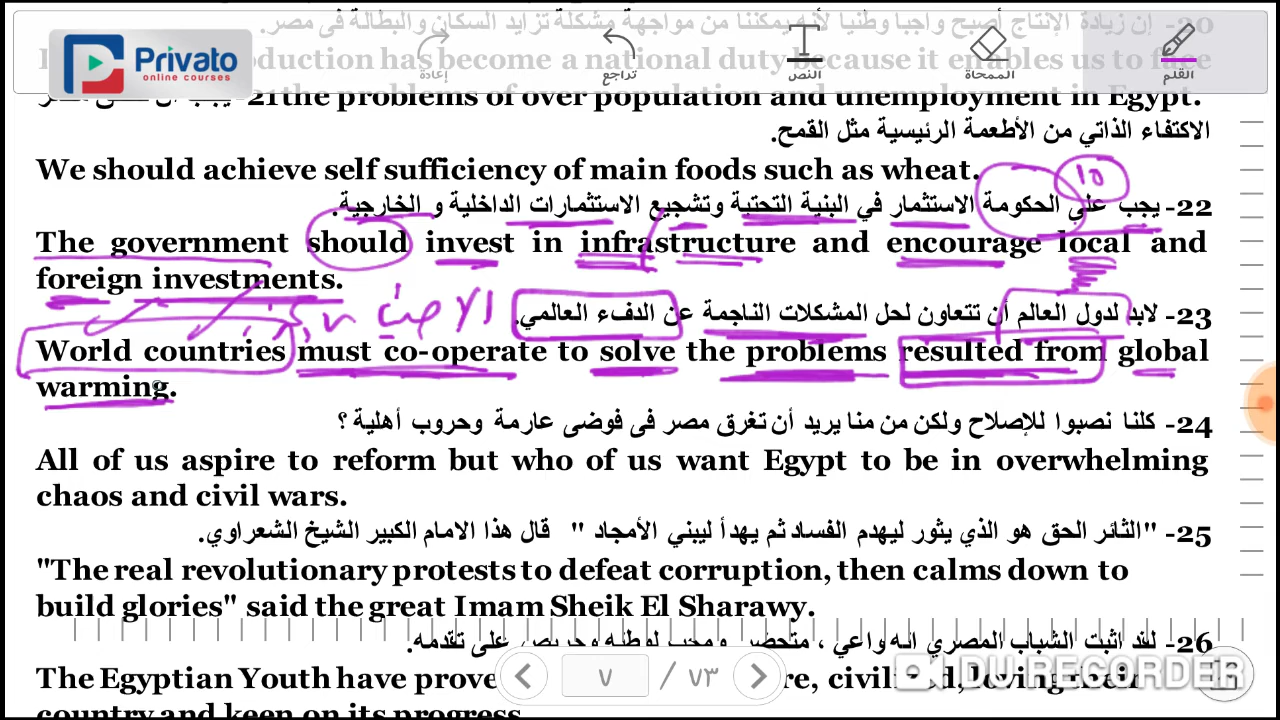 20- إن زيادة الإنتاج أصبح واجبا وطنيا لأنه يمكننا من مواجهة مشكلة تزايد السكان والبطالة فى مصر.
Privato
online courses
إعادة
تراجع
النص
الممحاة
القلم
oduction has become a national duty because it enables us to face
21the problems of over population and unemployment in Egypt.
الاكتفاء الذاتي من الأطعمة الرئيسية مثل القمح.
We should achieve self sufficiency of main foods such as wheat.
١٥
22- يجب علي الحكومة الاستثمار في البنية التحتية وتشجيع الاستثمارات الداخلية و الخارجية.
The government should invest in infrastructure and encourage local and
foreign investments.
23- لابد لدول العالم أن تتعاون لحل المشكلات الناجمة عن الدفء العالمي.
World countries must co-operate to solve the problems resulted from global
warming.
24- كلنا نصبوا للإصلاح ولكن من منا يريد أن تغرق مصر فى فوضى عارمة وحروب أهلية ؟
All of us aspire to reform but who of us want Egypt to be in overwhelming
chaos and civil wars.
25- "الثائر الحق هو الذي يثور ليهدم الفساد ثم يهدأ ليبني الأمجاد " قال هذا الامام الكبير الشيخ الشعراوي.
"The real revolutionary protests to defeat corruption, then calms down to
build glories" said the great Imam Sheik El Sharawy.
26- لقد اثبت الشباب المصري انه واعي ، متحضر ومحب لوطنه وحريص على تقدمه.
The Egyptian Youth have prove re, civilized, loving their
country and keen on its progress.
٧ / ٧٣
DU RECORDER